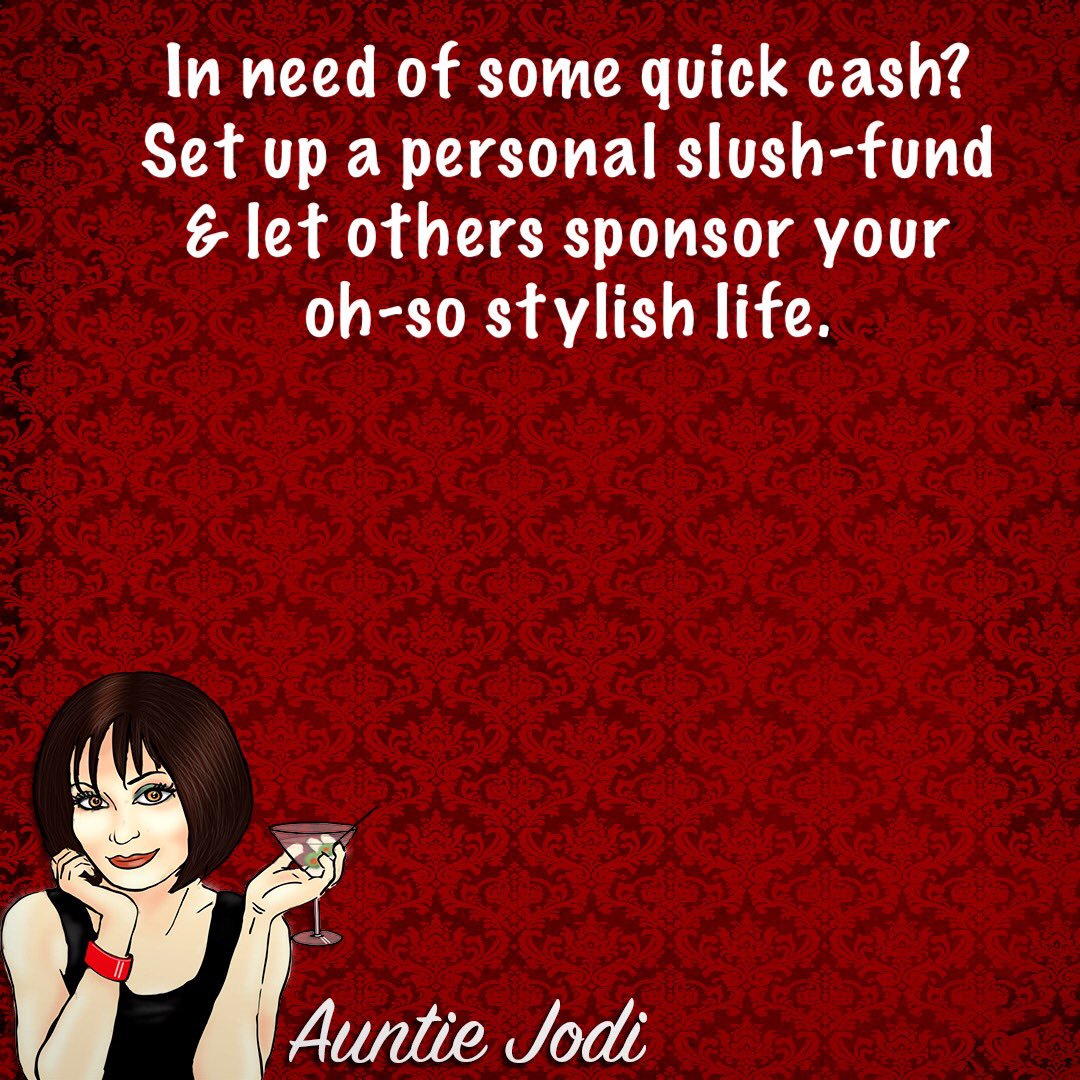 In need of some quick cash?
Set up a personal slush-fund
& let others sponsor your
oh-so stylish life.
Auntie Jodi